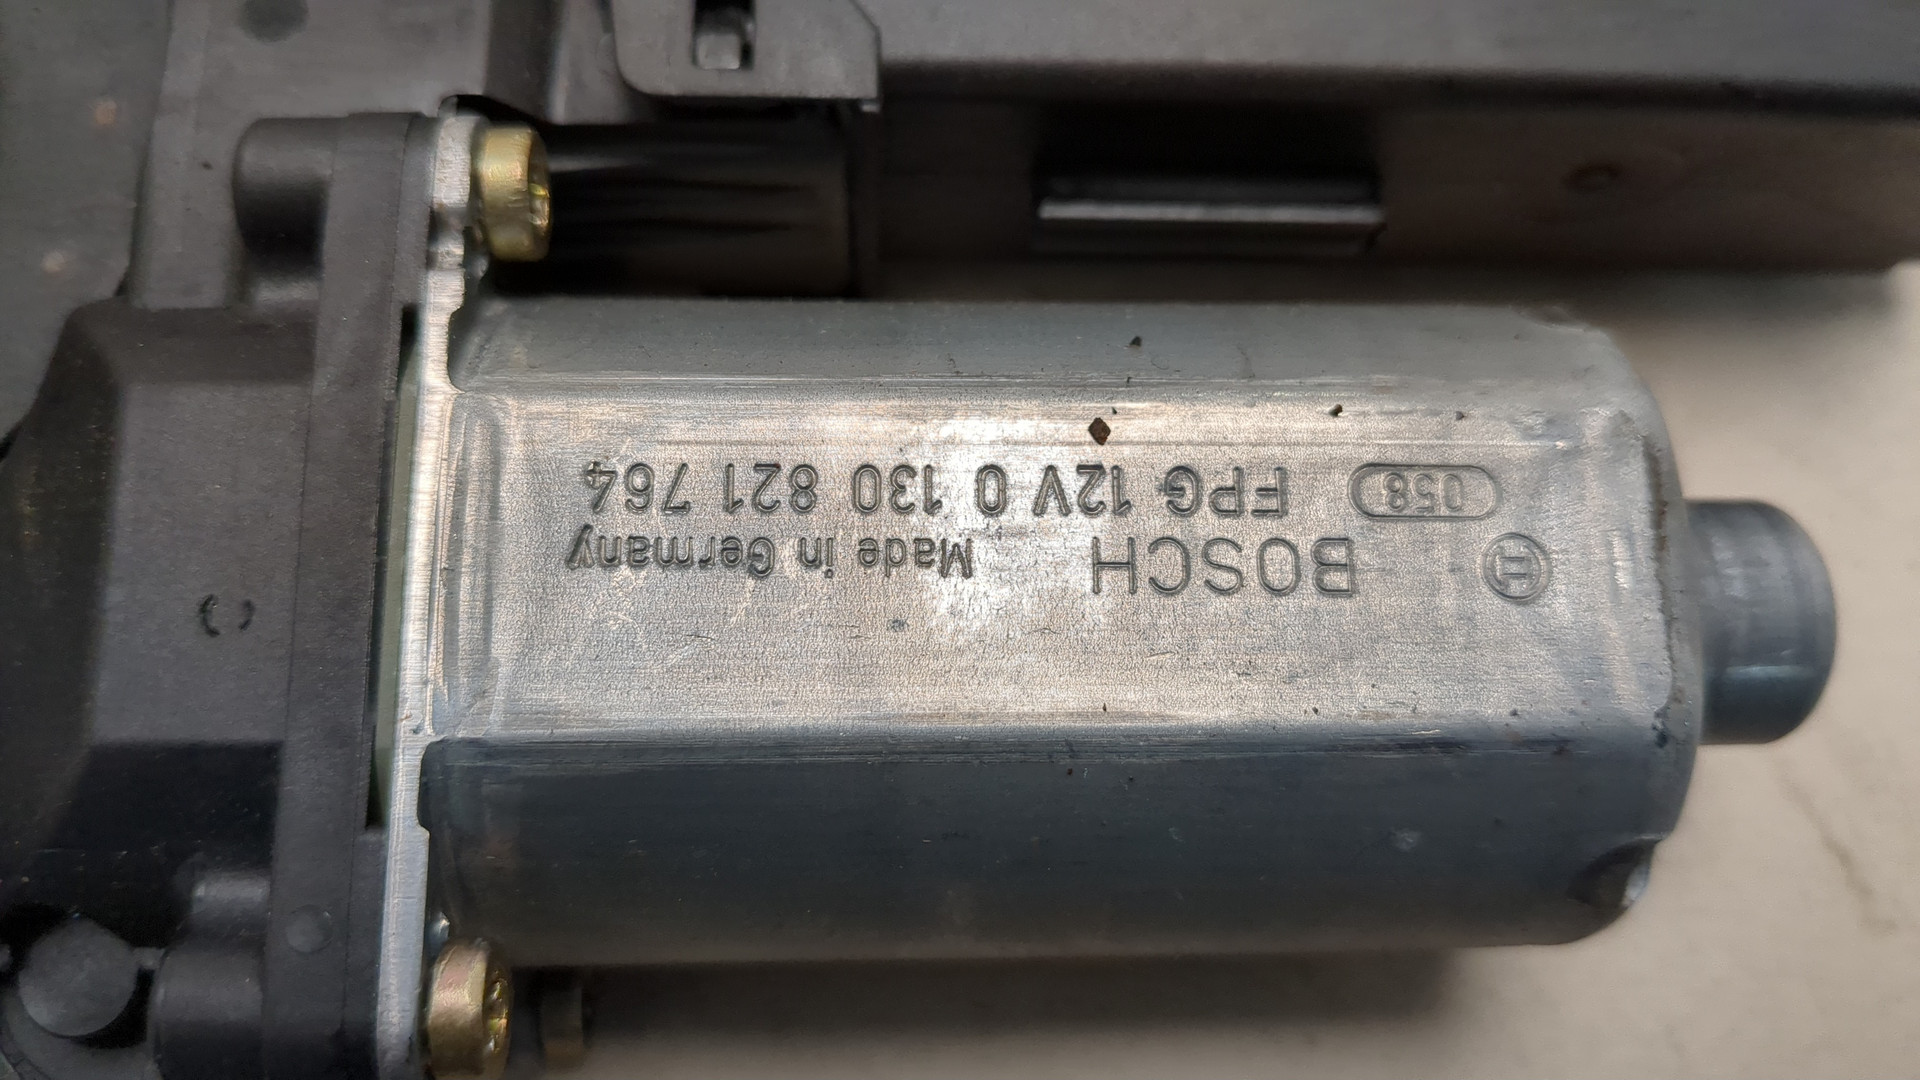 BOSCH Made in Germany
058 FPG 12V 0 130 821 764